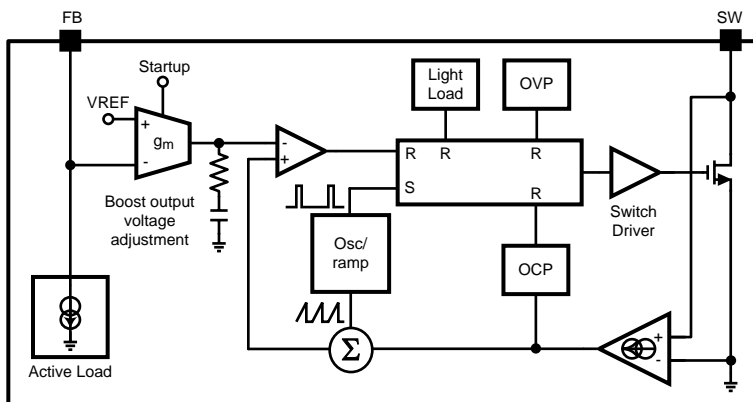 FB
SW
Startup
VREF
+
gm
-
Boost output
voltage
adjustment
-
+
Light
Load
OVP
R
R
R
S
R
Switch
Driver
Osc/
ramp
OCP
Σ
+
-
Active Load